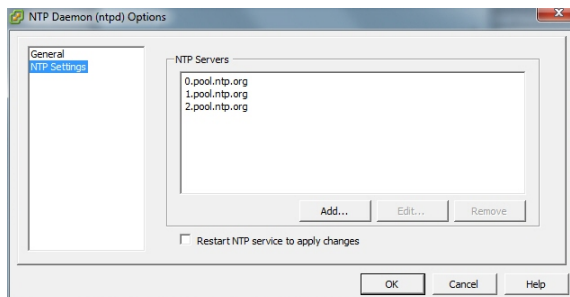 NTP Daemon (ntpd) Options
General
NTP Settings
NTP Servers
0.pool.ntp.org
1.pool.ntp.org
2.pool.ntp.org
Add...
Edit...
Remove
Restart NTP service to apply changes
OK
Cancel
Help